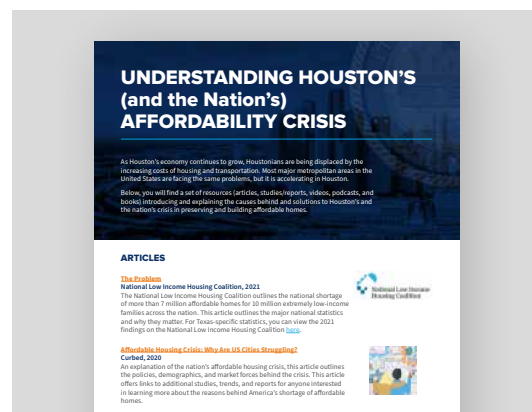 UNDERSTANDING HOUSTON'S
(and the Nation's)
AFFORDABILITY CRISIS
As Houston's economy continues to grow, Houstonians are being displaced by the
increasing costs of housing and transportation. Most major metropolitan areas in the
United States are facing the same problems, but it is accelerating in Houston.
Below, you will find a set of resources (articles, studies/reports, videos, podcasts, and
books) introducing and explaining the causes behind and solutions to Houston's and
the nation's crisis in preserving and building affordable homes.
ARTICLES
The Problem
National Low Income Housing Coalition, 2021
The National Low Income Housing Coalition outlines the national shortage
of more than 7 million affordable homes for 10 million extremely low-income
families across the nation. This article outlines the major national statistics
and why they matter. For Texas-specific statistics, you can view the 2021
findings on the National Low Income Housing Coalition here.
National Low Income
Housing Coalition
Affordable Housing Crisis: Why Are US Cities Struggling?
Curbed, 2020
An explanation of the nation's affordable housing crisis, this article outlines
the policies, demographics, and market forces behind the crisis. This article
offers links to additional studies, trends, and reports for anyone interested
in learning more about the reasons behind America's shortage of affordable
homes.